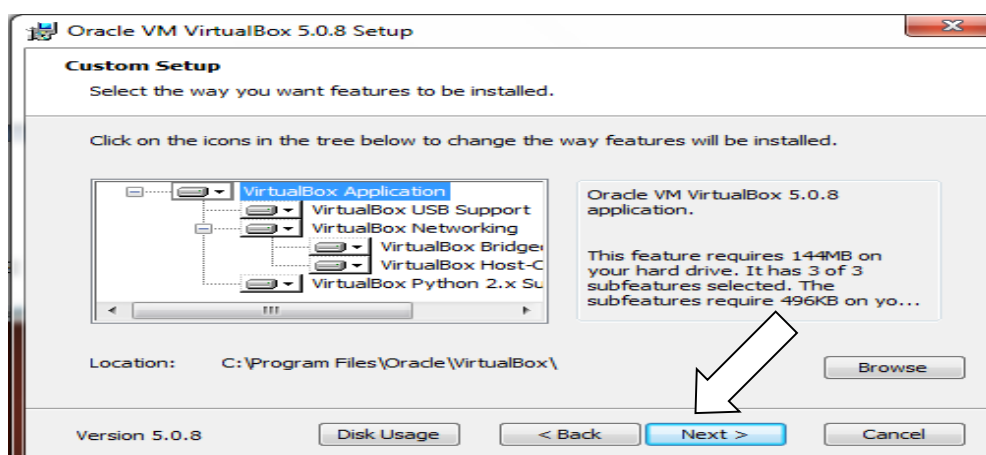 Oracle VM VirtualBox 5.0.8 Setup
Custom Setup
Select the way you want features to be installed.
Click on the icons in the tree below to change the way features will be installed.
VirtualBox Application
VirtualBox USB Support
VirtualBox Networking
VirtualBox Bridge
VirtualBox Host-C
VirtualBox Python 2.x Su
Oracle VM VirtualBox 5.0.8
application.
This feature requires 144MB on
your hard drive. It has 3 of 3
subfeatures selected. The
subfeatures require 496KB on yo...
Location: C:\Program Files\Oracle\VirtualBox\
Browse
Version 5.0.8
Disk Usage
< Back
Next >
Cancel